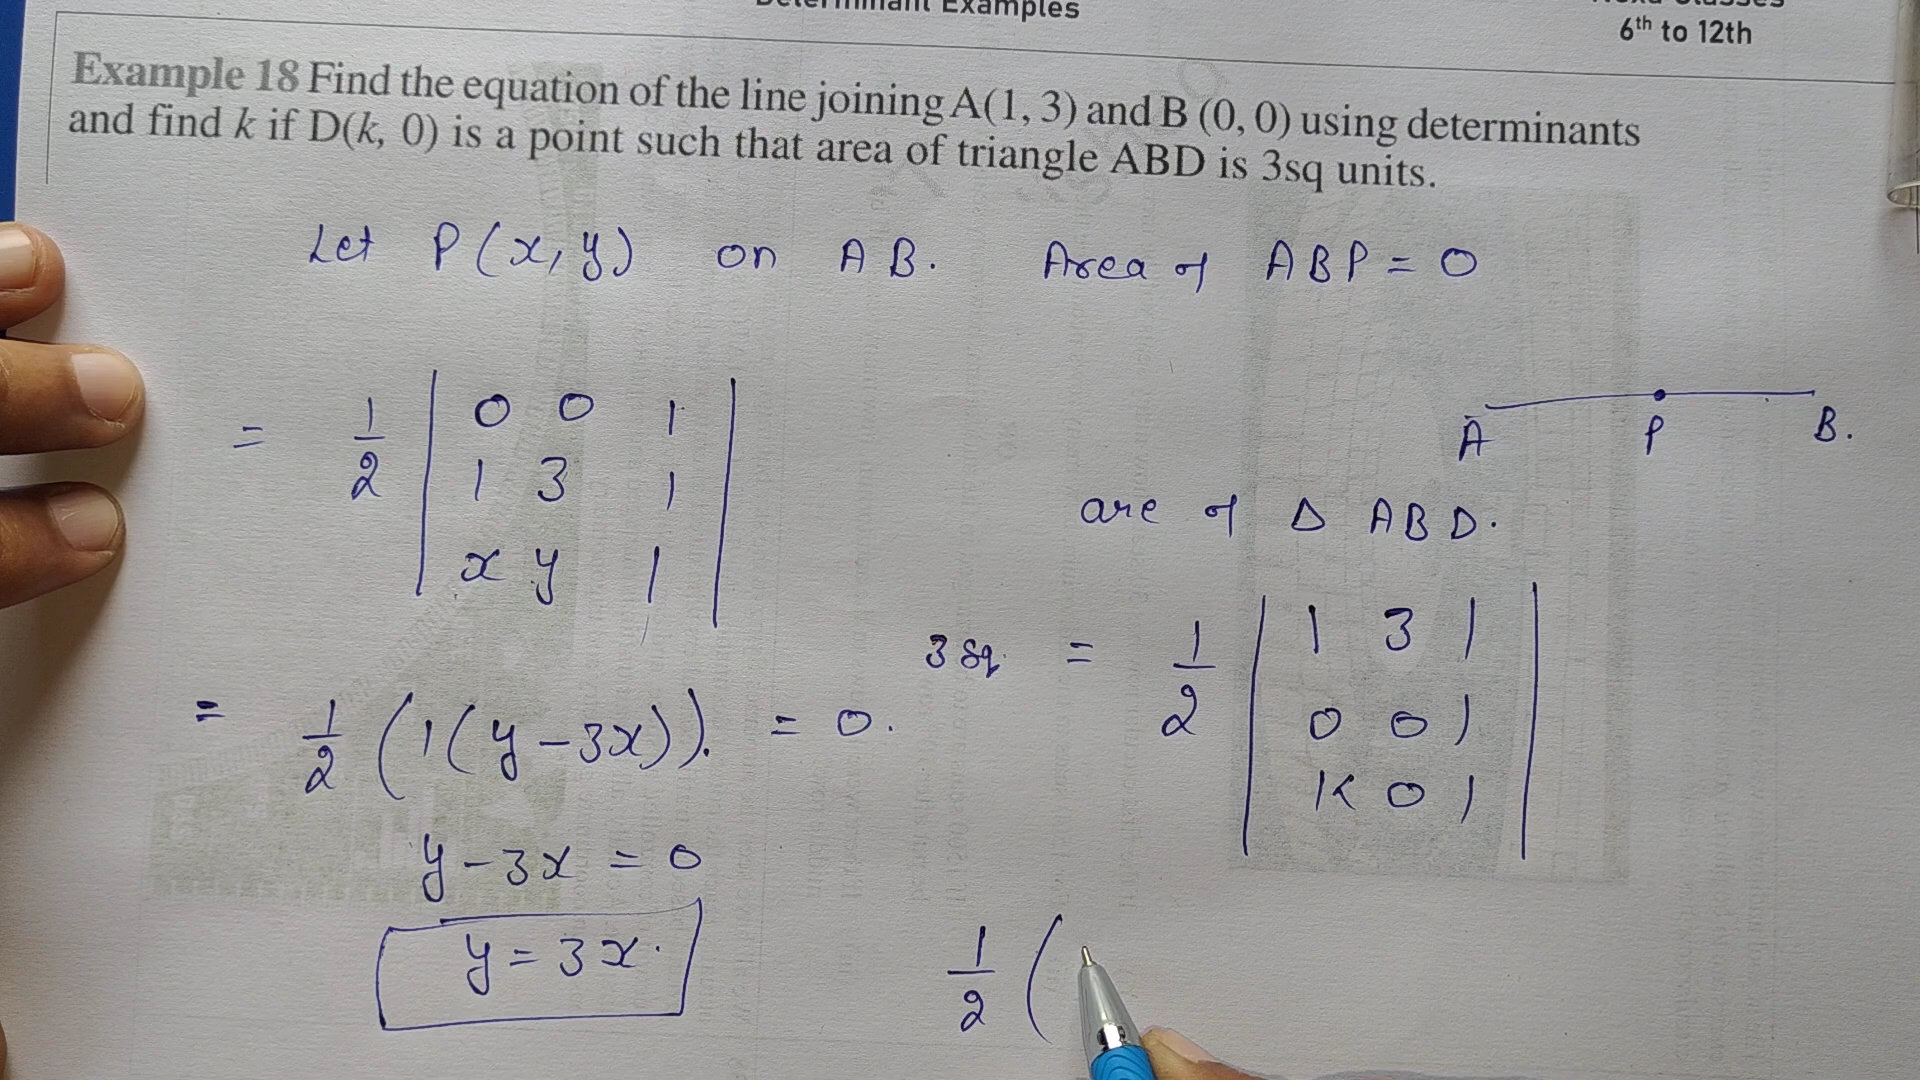 Examples
6th to 12th
Example 18 Find the equation of the line joining A(1, 3) and B (0, 0) using determinants
and find k if D(k, 0) is a point such that area of triangle ABD is 3sq units.
Let P(x, y) on AB. Area of ABP = 0
= 1/2 | 0 0 1
1 3 1
x y 1 |
A P B.
= 1/2 (1(y - 3x)). = 0.
y - 3x = 0
y = 3x.
are of Δ ABD.
3 sq. = 1/2 | 1 3 1
0 0 1
K 0 1 |
1/2 (